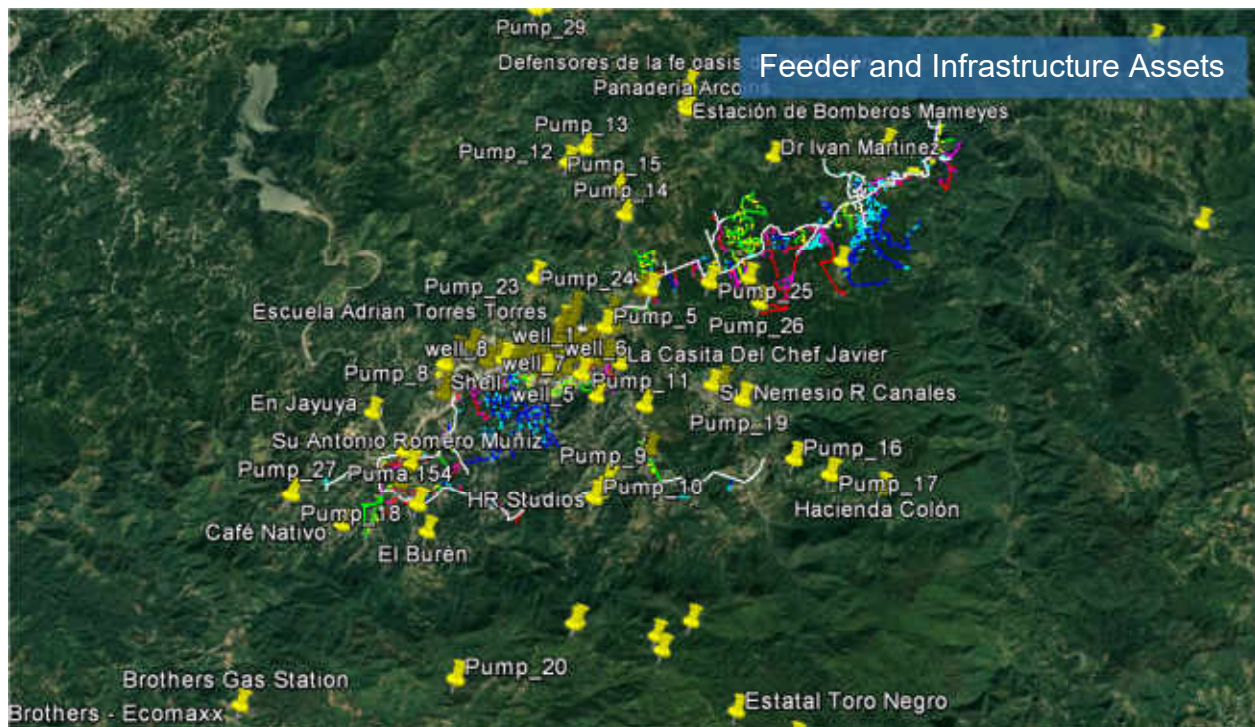 Pump_29
Defensores de la fe oasis d
Feeder and Infrastructure Assets
Panaderia Arcoiris
Estación de Bomberos Mameyes
Pump_13
Pump_12
Pump_15
Dr Ivan Martinez
Pump_14
Pump_23
Pump_24
Pump_25
Escuela Adrian Torres Torres
Pump_5
Pump_26
well_1
well_8
well_6
La Casita Del Chef Javier
well_7
Pump_8
Shell
Pump_11
well_5
Su Nemesio R Canales
En Jayuya
Pump_19
Su Antonio Romero Muñiz
Pump_16
Pump_9
Pump_27
Puma 154
Pump_10
Pump_17
HR Studios
Hacienda Colón
Pump_18
Café Nativo
El Burén
Pump_20
Brothers Gas Station
Estatal Toro Negro
Brothers - Ecomaxx